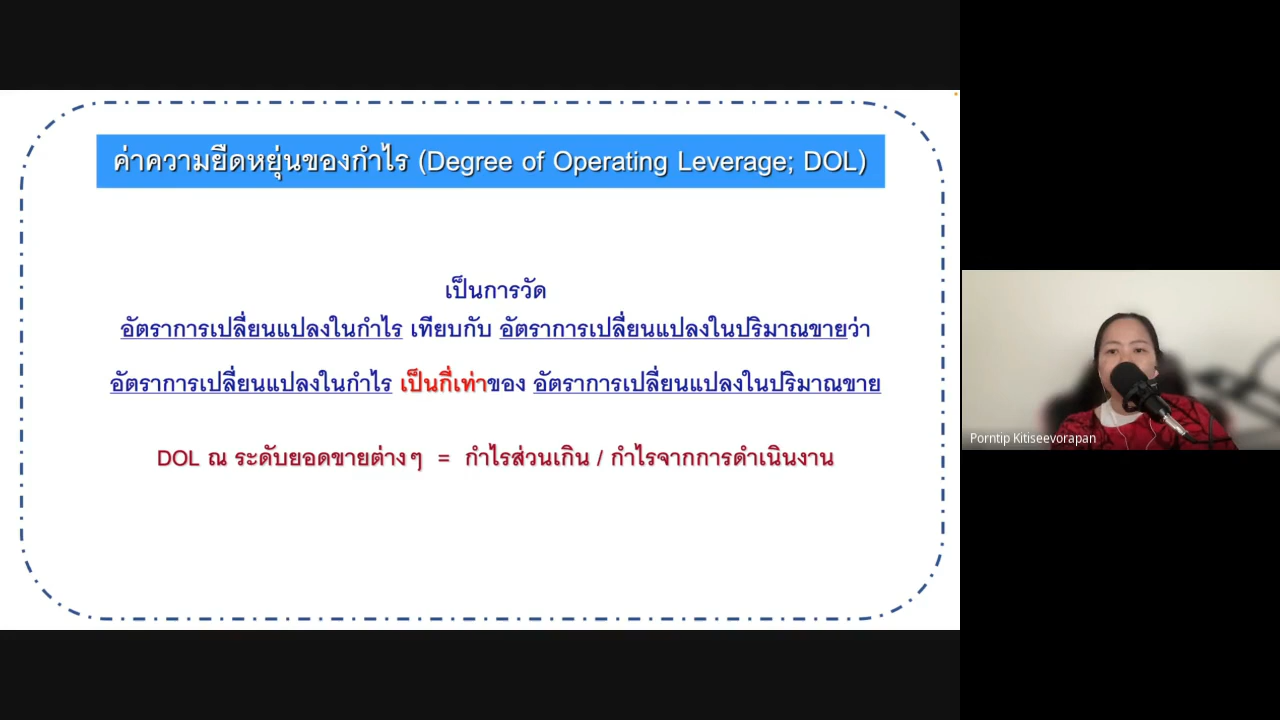 ค่าความยืดหยุ่นของกำไร (Degree of Operating Leverage; DOL)
เป็นการวัด
อัตราการเปลี่ยนแปลงในกำไร เทียบกับ อัตราการเปลี่ยนแปลงในปริมาณขายว่า
อัตราการเปลี่ยนแปลงในกำไร เป็นกี่เท่าของ อัตราการเปลี่ยนแปลงในปริมาณขาย
DOL ณ ระดับยอดขายต่างๆ = กำไรส่วนเกิน / กำไรจากการดำเนินงาน
Porntip Kitiseevorapan